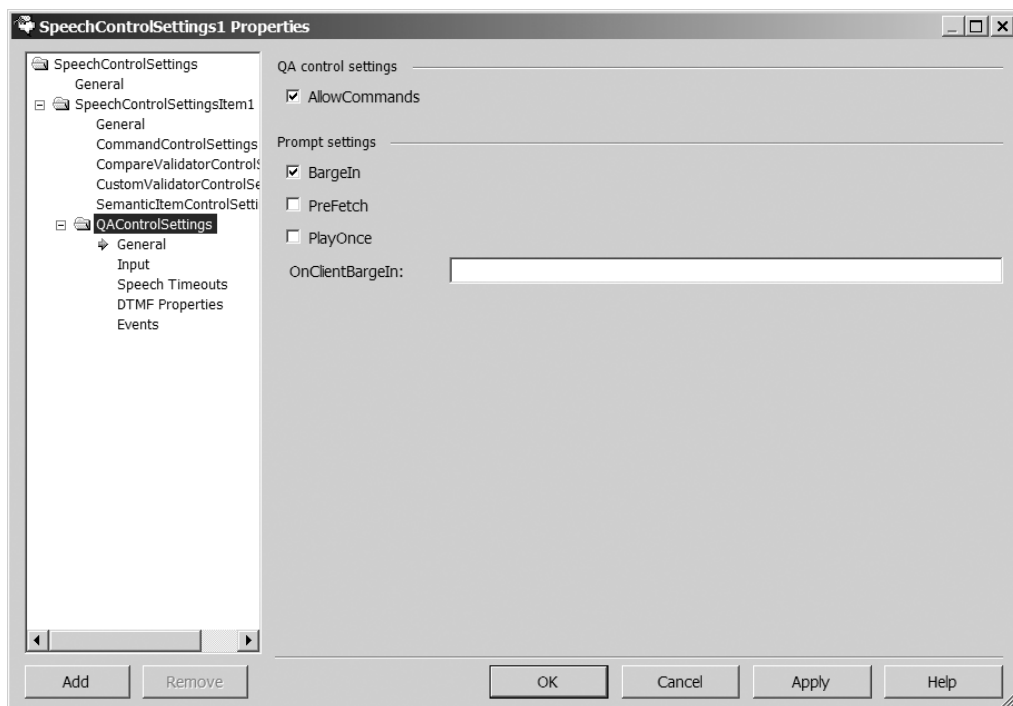 SpeechControlSettings1 Properties
SpeechControlSettings
General
SpeechControlSettingsItem1
General
CommandControlSettings
CompareValidatorControlS
CustomValidatorControlSe
SemanticItemControlSetti
QAControlSettings
General
Input
Speech Timeouts
DTMF Properties
Events
QA control settings
AllowCommands
Prompt settings
BargeIn
PreFetch
PlayOnce
OnClientBargeIn:
Add
Remove
OK
Cancel
Apply
Help